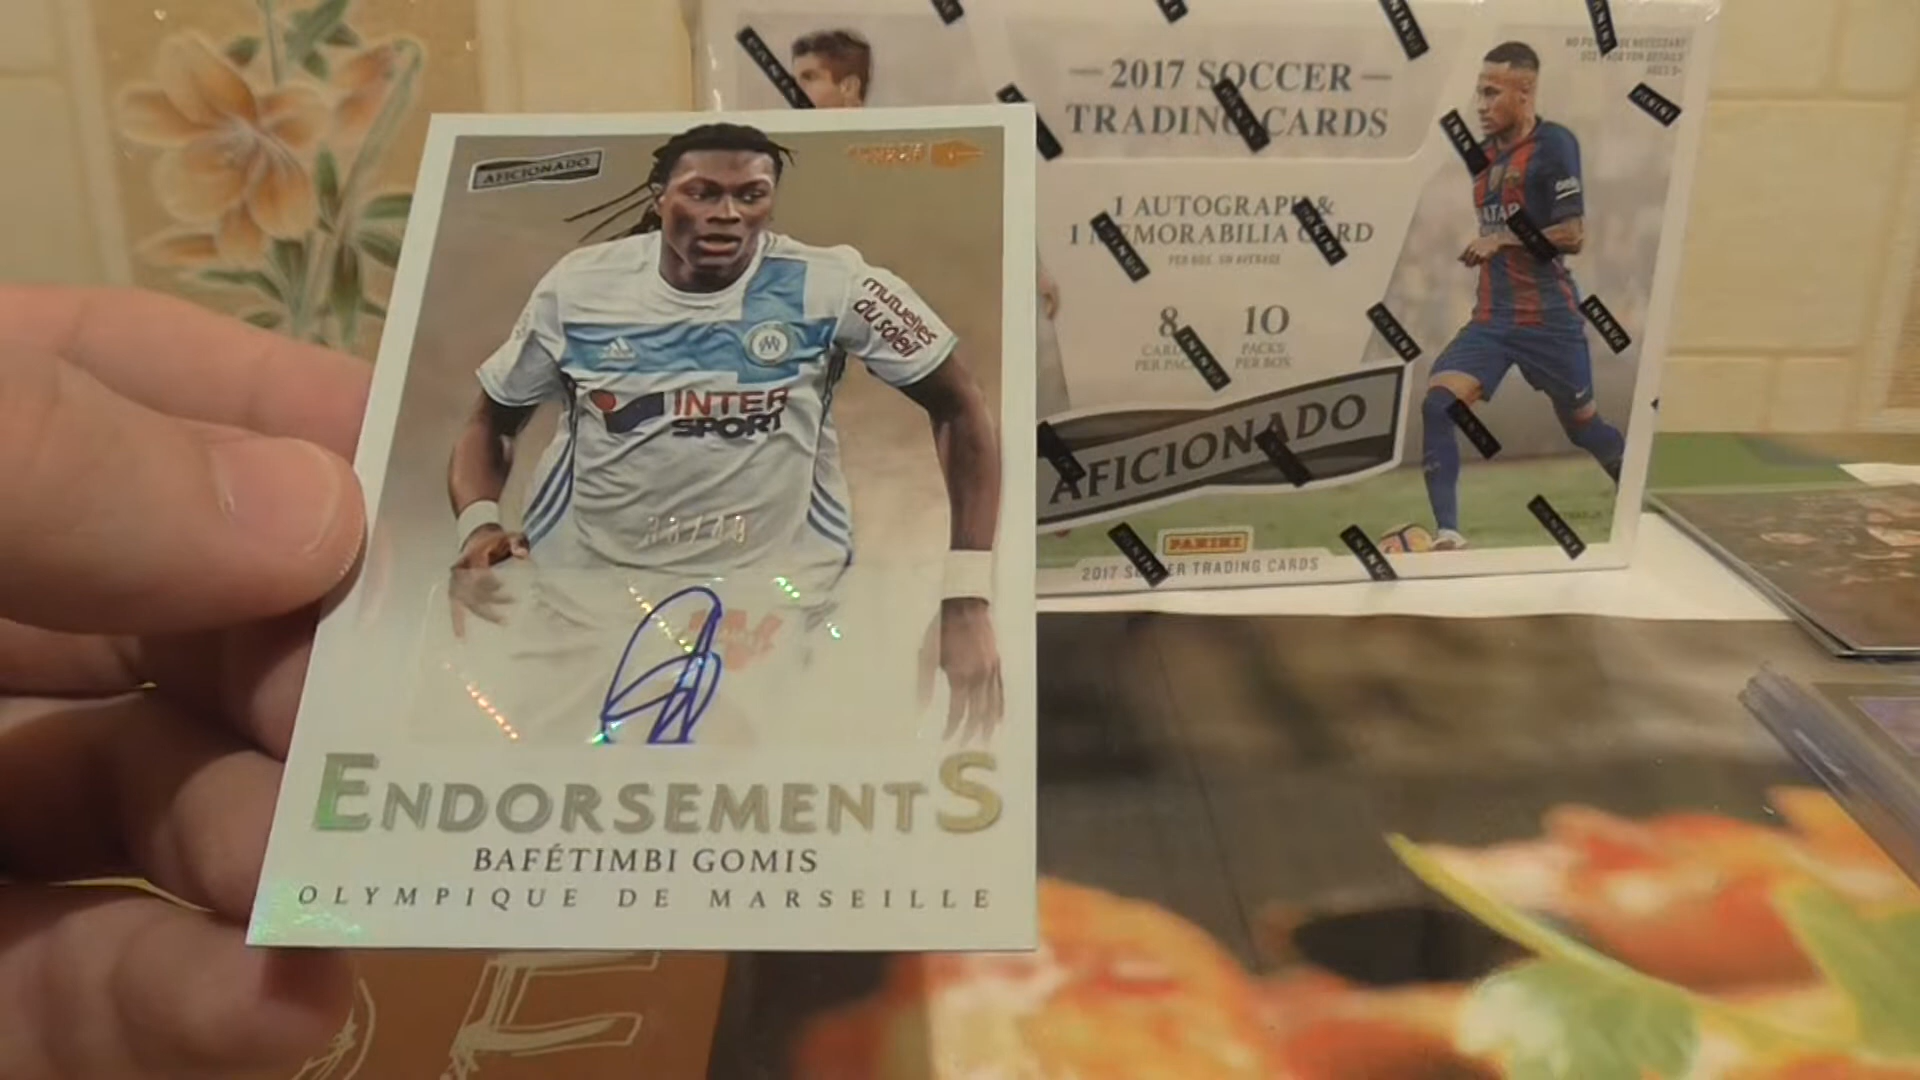 AFICIONADO
mutuelles
du soleil
INTER
SPORT
ENDORSEMENTS
BAFÉTIMBI GOMIS
OLYMPIQUE DE MARSEILLE
2017 SOCCER
TRADING CARDS
1 AUTOGRAPH &
1 MEMORABILIA CARD
PER BOX, ON AVERAGE
8 10
CARDS PACKS
PER PACK PER BOX
AFICIONADO
PANINI
2017 SOCCER TRADING CARDS
PANINI